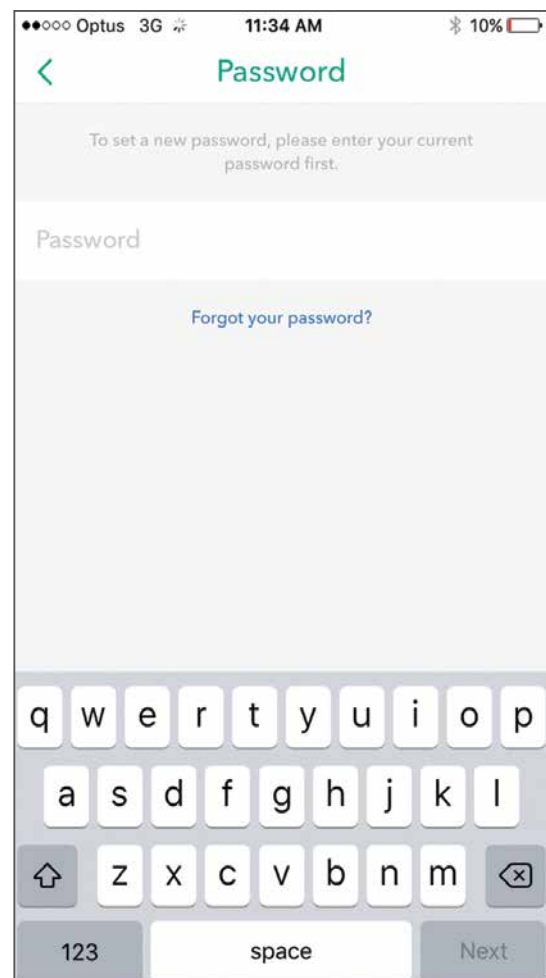 Optus 3G 11:34 AM 10%
Password
To set a new password, please enter your current
password first.
Password
Forgot your password?
q w e r t y u i o p
a s d f g h j k l
z x c v b n m
123 space Next